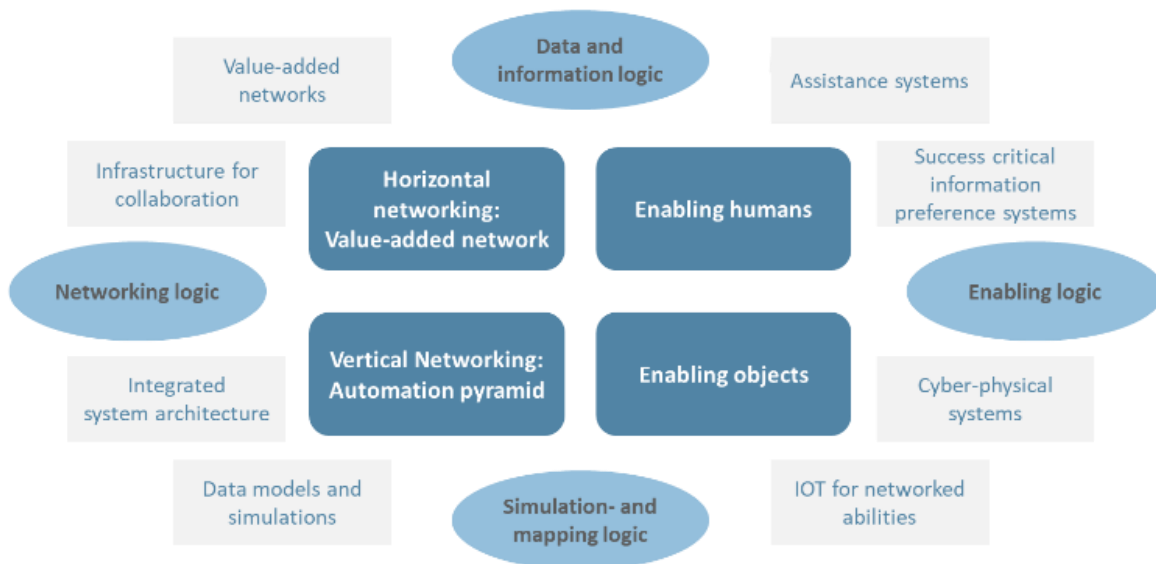 Data and
information logic
Value-added
networks
Assistance systems
Infrastructure for
collaboration
Horizontal
networking:
Value-added network
Enabling humans
Success critical
information
preference systems
Networking logic
Enabling logic
Vertical Networking:
Automation pyramid
Enabling objects
Integrated
system architecture
Cyber-physical
systems
Data models and
simulations
Simulation- and
mapping logic
IOT for networked
abilities